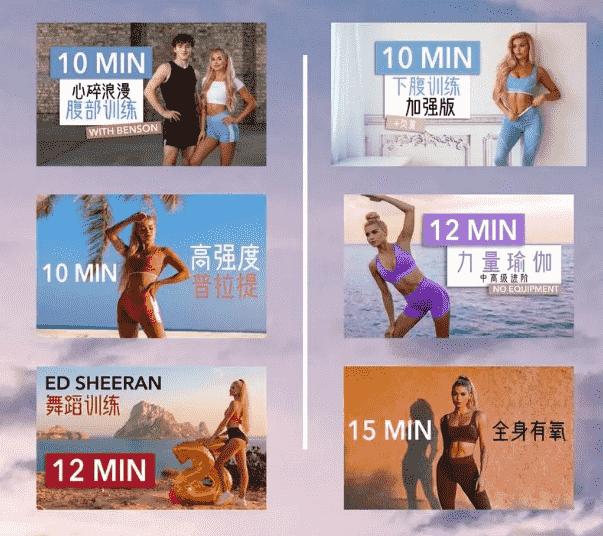 10 MIN
心碎浪漫
腹部训练
WITH BENSON
10 MIN
高强度
普拉提
ED SHEERAN
舞蹈训练
12 MIN
10 MIN
下腹训练
加强版
12 MIN
力量瑜伽
中高级进阶
NO EQUIPMENT
15 MIN
全身有氧